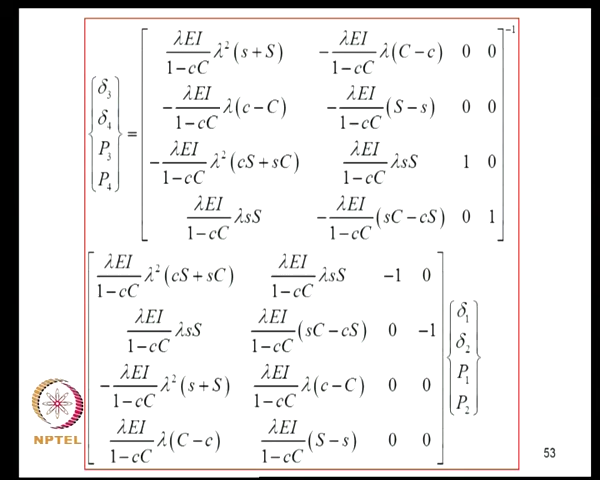 {δ₃ δ₄ P₃ P₄} = [
λEI/(1−cC) λ²(s+S)   −λEI/(1−cC) λ(C−c)   0   0
−λEI/(1−cC) λ(c−C)   −λEI/(1−cC) (S−s)   0   0
−λEI/(1−cC) λ²(cS+sC)   λEI/(1−cC) λsS   1   0
λEI/(1−cC) λsS   −λEI/(1−cC) (sC−cS)   0   1
]⁻¹
[
λEI/(1−cC) λ²(cS+sC)   λEI/(1−cC) λsS   −1   0
λEI/(1−cC) λsS   λEI/(1−cC) (sC−cS)   0   −1
−λEI/(1−cC) λ²(s+S)   λEI/(1−cC) λ(c−C)   0   0
λEI/(1−cC) λ(C−c)   λEI/(1−cC) (S−s)   0   0
] {δ₁ δ₂ P₁ P₂}
NPTEL
53